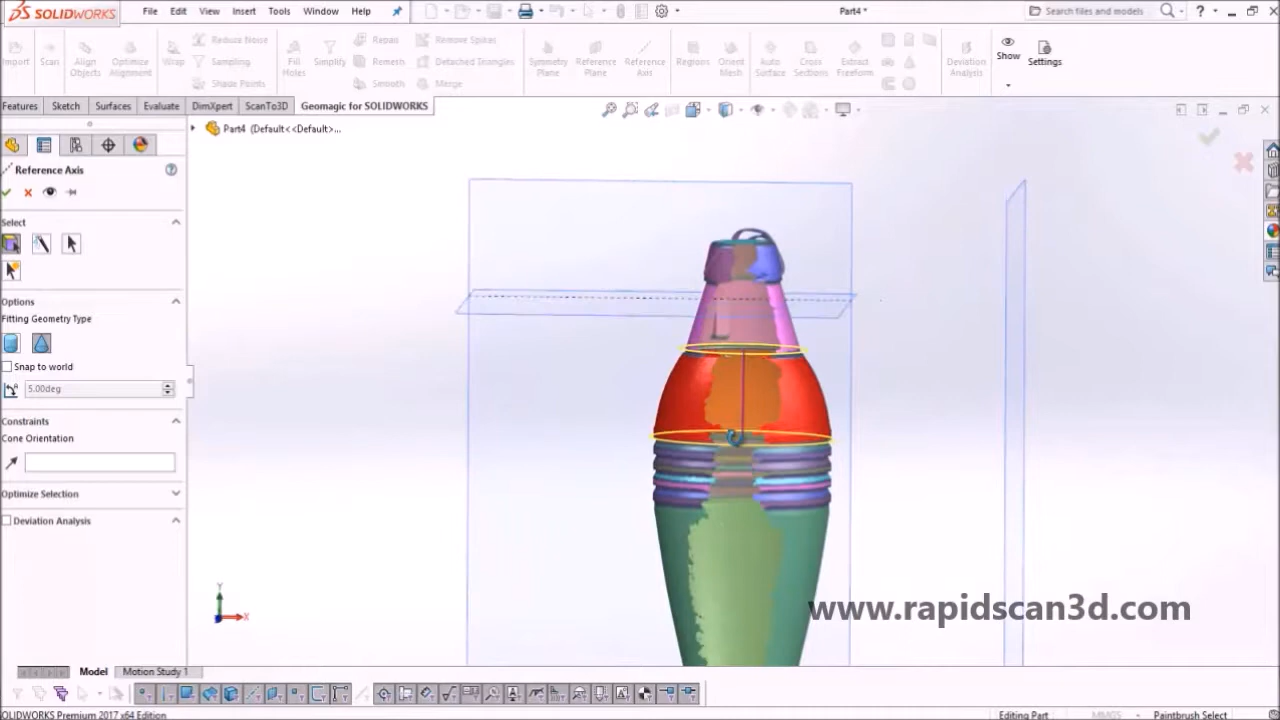 SOLIDWORKS File Edit View Insert Tools Window Help Part4 * Search files and models ?
Import Scan Align Objects Optimize Alignment Wrap Reduce Noise Sampling Shape Points Fill Holes Simplify Repair Remesh Smooth Remove Spikes Detached Triangles Merge Symmetry Plane Reference Plane Reference Axis Regions Orient Mesh Auto Surface Cross Sections Extract Freeform Deviation Analysis Show Settings
Features Sketch Surfaces Evaluate DimXpert ScanTo3D Geomagic for SOLIDWORKS
Part4 (Default<<Default>...
Reference Axis
Select
Options
Fitting Geometry Type
Snap to world
5.00deg
Constraints
Cone Orientation
Optimize Selection
Deviation Analysis
Y
X
www.rapidscan3d.com
Model Motion Study 1
SOLIDWORKS Premium 2017 x64 Edition Editing Part MMGS Paintbrush Select